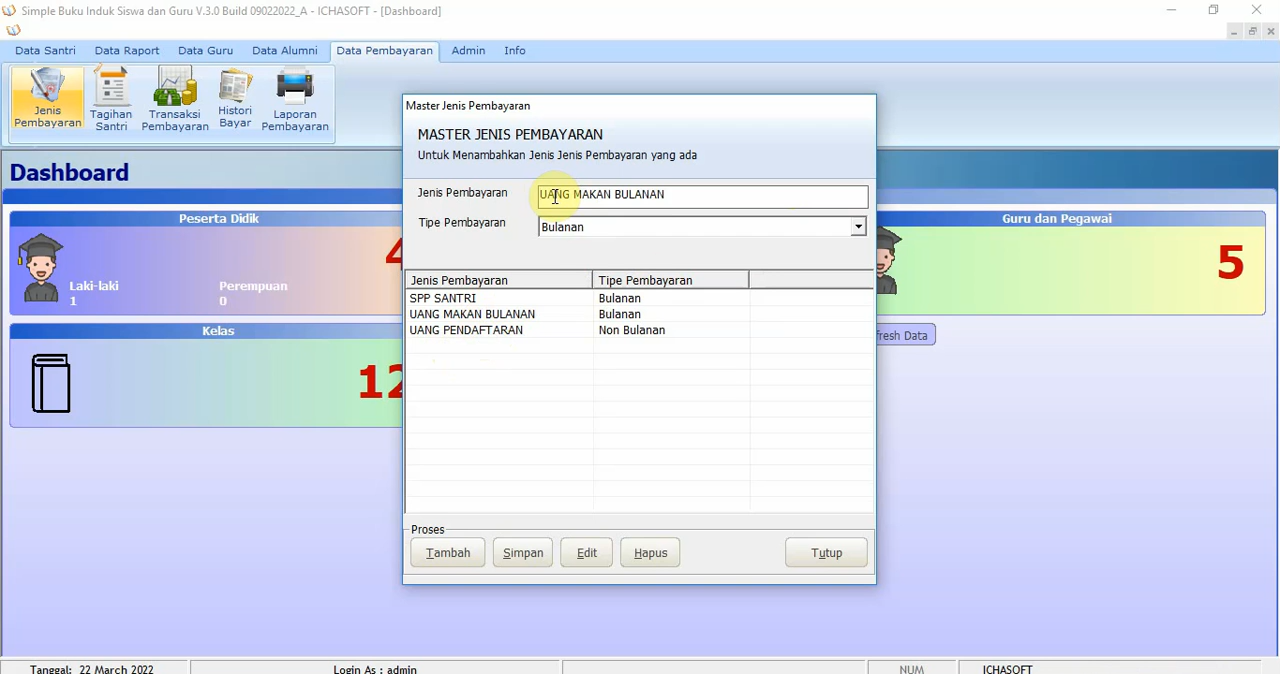 Simple Buku Induk Siswa dan Guru V.3.0 Build 09022022_A - ICHASOFT - [Dashboard]
Data Santri Data Raport Data Guru Data Alumni Data Pembayaran Admin Info
Jenis Pembayaran
Tagihan Santri
Transaksi Pembayaran
Histori Bayar
Laporan Pembayaran
Dashboard
Peserta Didik
4
Laki-laki
1
Perempuan
0
Kelas
12
Guru dan Pegawai
5
fresh Data
Master Jenis Pembayaran
MASTER JENIS PEMBAYARAN
Untuk Menambahkan Jenis Jenis Pembayaran yang ada
Jenis Pembayaran UANG MAKAN BULANAN
Tipe Pembayaran Bulanan
Jenis Pembayaran Tipe Pembayaran
SPP SANTRI Bulanan
UANG MAKAN BULANAN Bulanan
UANG PENDAFTARAN Non Bulanan
Proses
Tambah Simpan Edit Hapus Tutup
Tanggal: 22 March 2022 Login As : admin NUM ICHASOFT